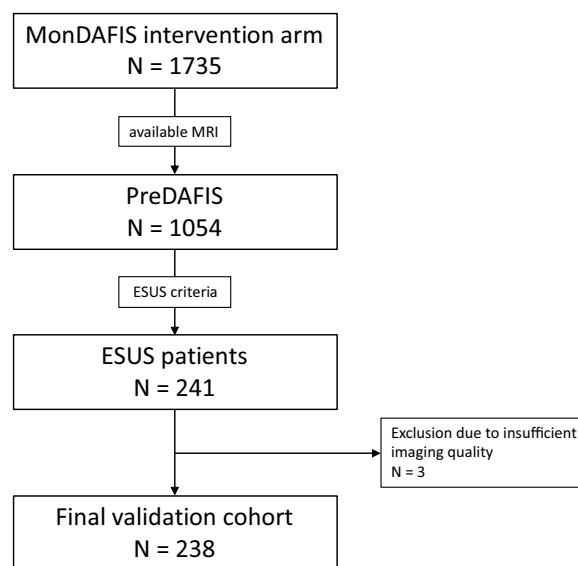 MonDAFIS intervention arm
N = 1735
available MRI
PreDAFIS
N = 1054
ESUS criteria
ESUS patients
N = 241
Exclusion due to insufficient
imaging quality
N = 3
Final validation cohort
N = 238